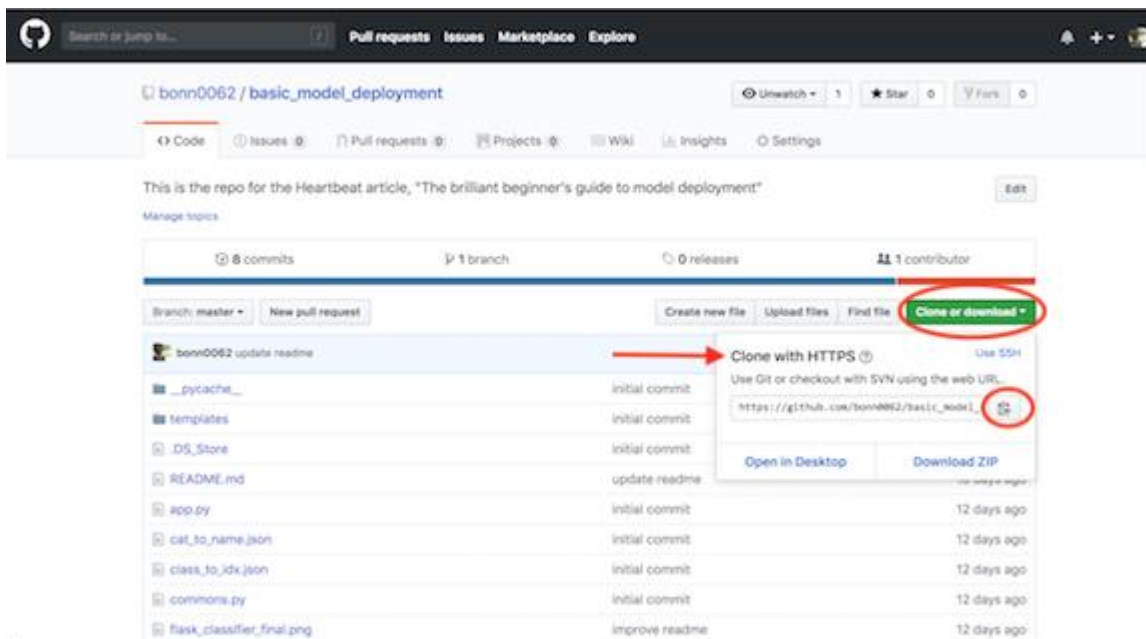 Search or jump to... /
Pull requests Issues Marketplace Explore
bonn0062 / basic_model_deployment
Unwatch 1 Star 0 Fork 0
Code Issues 0 Pull requests 0 Projects 0 Wiki Insights Settings
This is the repo for the Heartbeat article, "The brilliant beginner's guide to model deployment"
Edit
Manage topics
8 commits 1 branch 0 releases 1 contributor
Branch: master New pull request Create new file Upload files Find file Clone or download
bonn0062 update readme
Clone with HTTPS Use SSH
Use Git or checkout with SVN using the web URL.
https://github.com/bonn0062/basic_model_
Open in Desktop Download ZIP
__pycache__ initial commit
templates initial commit
.DS_Store initial commit
README.md update readme days ago
app.py initial commit 12 days ago
cat_to_name.json initial commit 12 days ago
class_to_idx.json initial commit 12 days ago
commons.py initial commit 12 days ago
flask_classifier_final.png improve readme 12 days ago